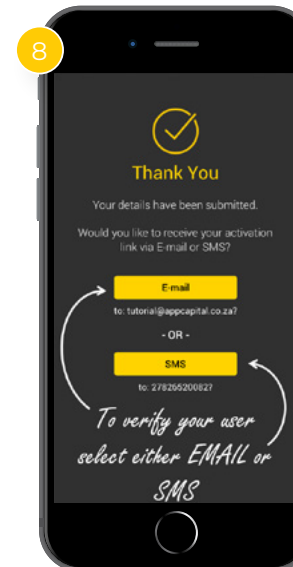 8
Thank You
Your details have been submitted.
Would you like to receive your activation
link via E-mail or SMS?
E-mail
to: tutorial@appcapital.co.za?
- OR -
SMS
to: 27826520082?
To verify your user
select either EMAIL or
SMS